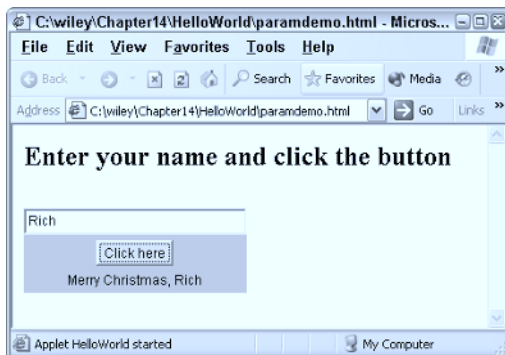 C:\wiley\Chapter14\HelloWorld\paramdemo.html - Micros...
File Edit View Favorites Tools Help
Back Search Favorites Media »
Address C:\wiley\Chapter14\HelloWorld\paramdemo.html Go Links »
Enter your name and click the button
Rich
Click here
Merry Christmas, Rich
Applet HelloWorld started My Computer